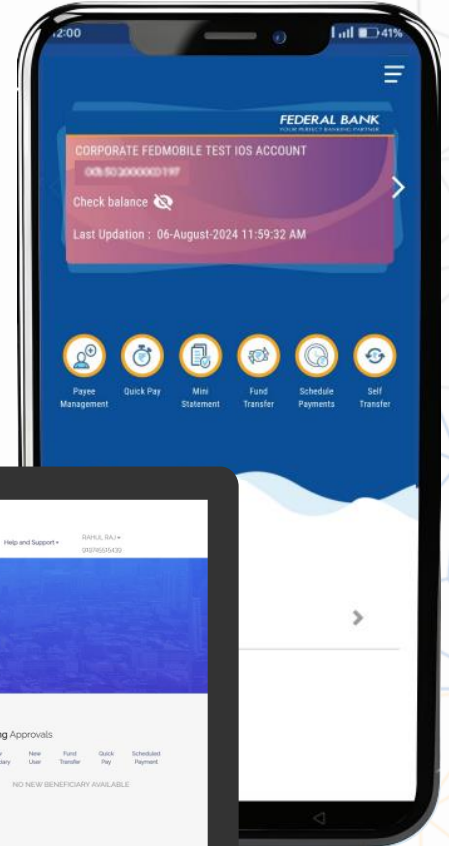 12:00
41%
FEDERAL BANK
YOUR PERFECT BANKING PARTNER
CORPORATE FEDMOBILE TEST IOS ACCOUNT
Check balance
Last Updation : 06-August-2024 11:59:32 AM
Payee Management
Quick Pay
Mini Statement
Fund Transfer
Schedule Payments
Self Transfer
Help and Support
RAHUL RAJ
Approvals
New User
Fund Transfer
Quick Pay
Scheduled Payment
NO NEW BENEFICIARY AVAILABLE